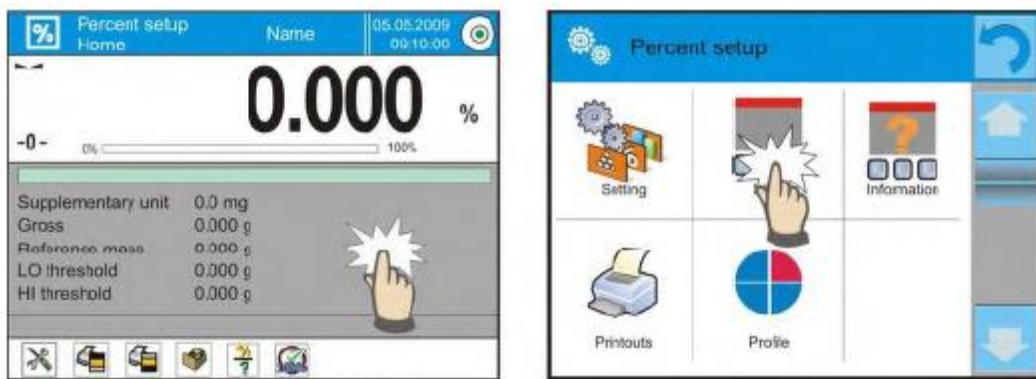 %
Percent setup
Home
Name
05.05.2009
09:10:00
0.000
%
-0-
0%
100%
Supplementary unit 0.0 mg
Gross 0.000 g
Reference mass 0.000 g
LO threshold 0.000 g
HI threshold 0.000 g
?
Percent setup
Setting
?
Information
Printouts
Profile